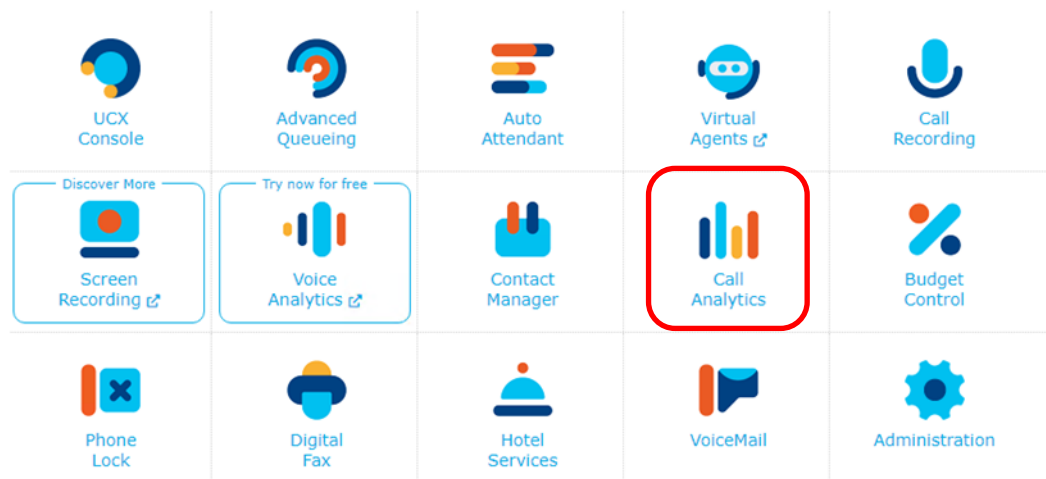 UCX
Console
Advanced
Queueing
Auto
Attendant
Virtual
Agents
Call
Recording
Discover More
Screen
Recording
Try now for free
Voice
Analytics
Contact
Manager
Call
Analytics
Budget
Control
Phone
Lock
Digital
Fax
Hotel
Services
VoiceMail
Administration